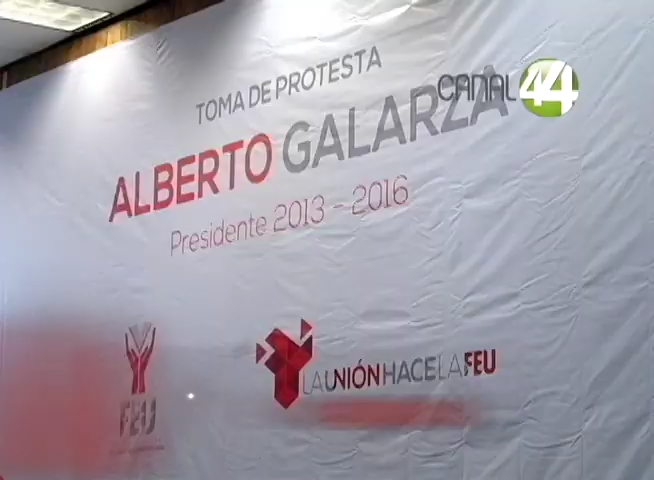 TOMA DE PROTESTA
CANAL 44
ALBERTO GALARZA
Presidente 2013 - 2016
FEU
LAUNIÓNHACELAFEU